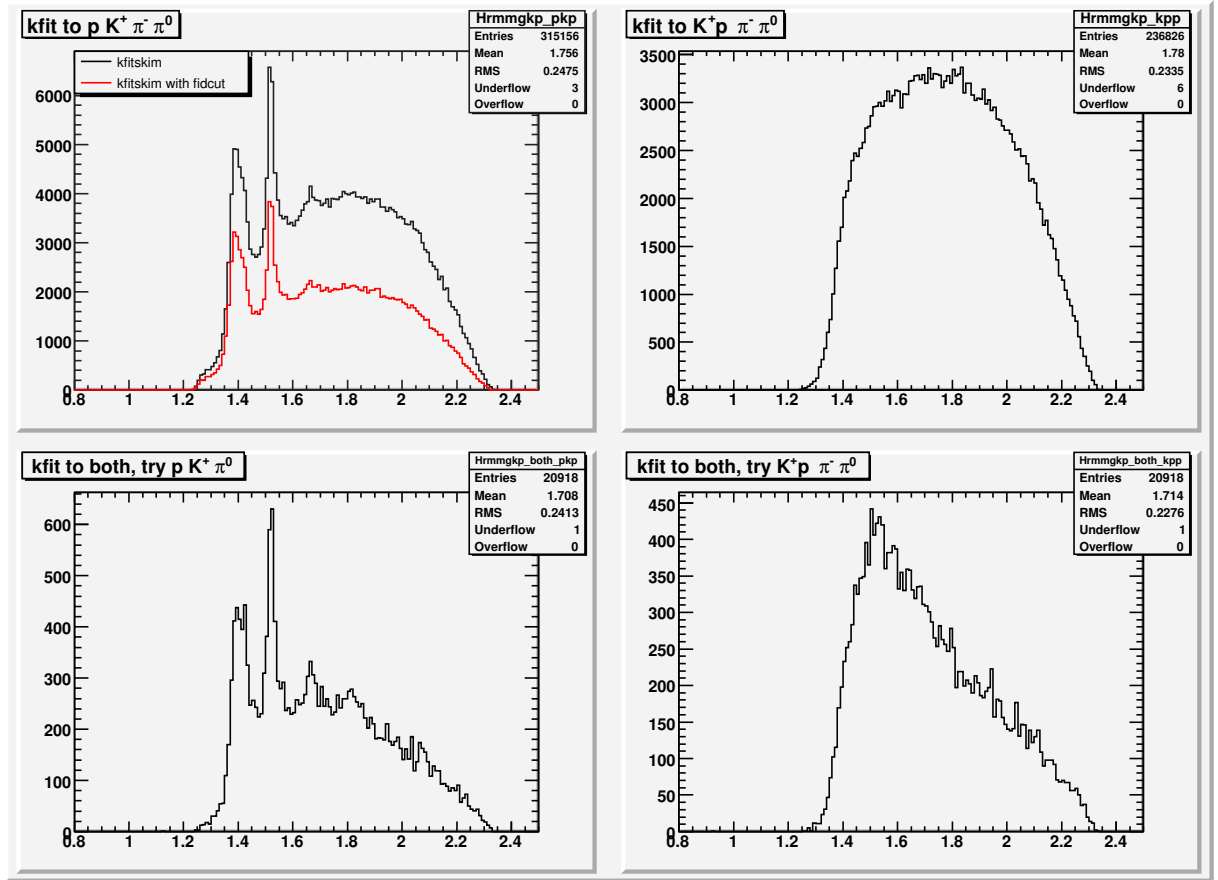 kfit to p K⁺ π⁻ π⁰
Hrmmgkp_pkp
Entries 315156
Mean 1.756
RMS 0.2475
Underflow 3
Overflow 0
kfitskim
kfitskim with fidcut
6000
5000
4000
3000
2000
1000
0
0.8 1 1.2 1.4 1.6 1.8 2 2.2 2.4
kfit to K⁺p π⁻ π⁰
Hrmmgkp_kpp
Entries 236826
Mean 1.78
RMS 0.2335
Underflow 6
Overflow 0
3500
3000
2500
2000
1500
1000
500
0
0.8 1 1.2 1.4 1.6 1.8 2 2.2 2.4
kfit to both, try p K⁺ π⁰
Hrmmgkp_both_pkp
Entries 20918
Mean 1.708
RMS 0.2413
Underflow 1
Overflow 0
600
500
400
300
200
100
0
0.8 1 1.2 1.4 1.6 1.8 2 2.2 2.4
kfit to both, try K⁺p π⁻ π⁰
Hrmmgkp_both_kpp
Entries 20918
Mean 1.714
RMS 0.2276
Underflow 1
Overflow 0
450
400
350
300
250
200
150
100
50
0
0.8 1 1.2 1.4 1.6 1.8 2 2.2 2.4